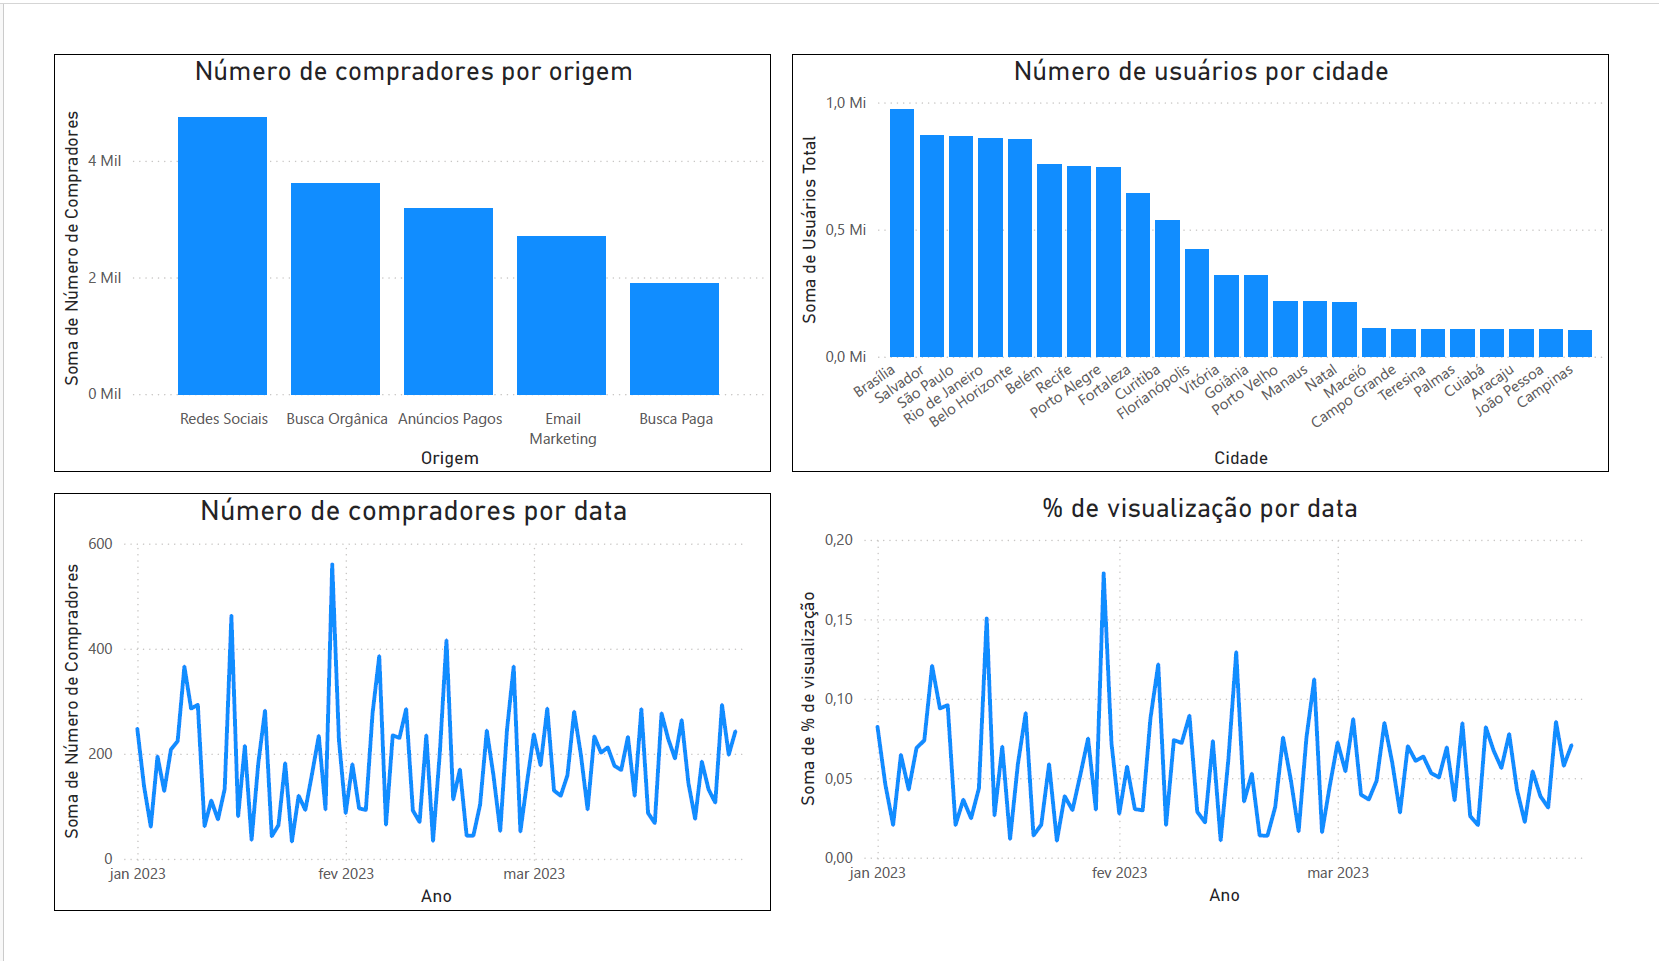 Número de compradores por origem
Soma de Número de Compradores
4 Mil
2 Mil
0 Mil
Redes Sociais
Busca Orgânica
Anúncios Pagos
Email
Marketing
Busca Paga
Origem
Número de usuários por cidade
Soma de Usuários Total
1,0 Mi
0,5 Mi
0,0 Mi
Brasília
Salvador
São Paulo
Rio de Janeiro
Belo Horizonte
Belém
Recife
Porto Alegre
Fortaleza
Curitiba
Florianópolis
Vitória
Goiânia
Porto Velho
Manaus
Natal
Maceió
Campo Grande
Teresina
Palmas
Cuiabá
Aracaju
João Pessoa
Campinas
Cidade
Número de compradores por data
Soma de Número de Compradores
600
400
200
0
jan 2023
fev 2023
mar 2023
Ano
% de visualização por data
Soma de % de visualização
0,20
0,15
0,10
0,05
0,00
jan 2023
fev 2023
mar 2023
Ano